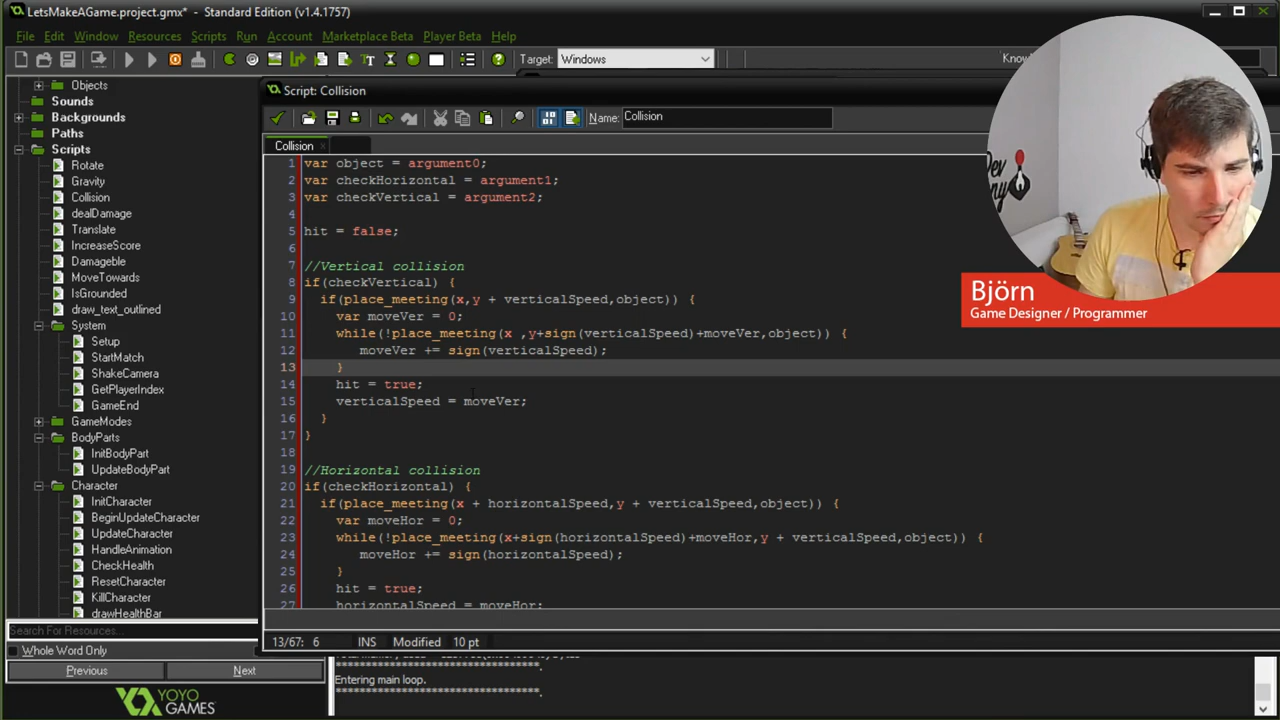 LetsMakeAGame.project.gmx* - Standard Edition (v1.4.1757)
File Edit Window Resources Scripts Run Account Marketplace Beta Player Beta Help
Target: Windows
Objects
Sounds
Backgrounds
Paths
Scripts
Rotate
Gravity
Collision
dealDamage
Translate
IncreaseScore
Damageble
MoveTowards
IsGrounded
draw_text_outlined
System
Setup
StartMatch
ShakeCamera
GetPlayerIndex
GameEnd
GameModes
BodyParts
InitBodyPart
UpdateBodyPart
Character
InitCharacter
BeginUpdateCharacter
UpdateCharacter
HandleAnimation
CheckHealth
ResetCharacter
KillCharacter
drawHealthBar
Search For Resources...
Whole Word Only
Previous Next
YOYO
GAMES
Script: Collision
Name: Collision
Collision
1 var object = argument0;
2 var checkHorizontal = argument1;
3 var checkVertical = argument2;
4
5 hit = false;
6
7 //Vertical collision
8 if(checkVertical) {
9 if(place_meeting(x,y + verticalSpeed,object)) {
10 var moveVer = 0;
11 while(!place_meeting(x ,y+sign(verticalSpeed)+moveVer,object)) {
12 moveVer += sign(verticalSpeed);
13 }
14 hit = true;
15 verticalSpeed = moveVer;
16 }
17 }
18
19 //Horizontal collision
20 if(checkHorizontal) {
21 if(place_meeting(x + horizontalSpeed,y + verticalSpeed,object)) {
22 var moveHor = 0;
23 while(!place_meeting(x+sign(horizontalSpeed)+moveHor,y + verticalSpeed,object)) {
24 moveHor += sign(horizontalSpeed);
25 }
26 hit = true;
27 horizontalSpeed = moveHor;
13/67: 6 INS Modified 10 pt
*****************************************.
Entering main loop.
*****************************************.
Björn
Game Designer / Programmer